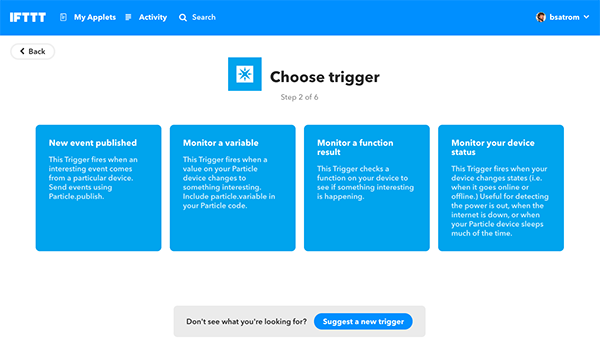 IFTTT My Applets Activity Search bsatrom
Back
Choose trigger
Step 2 of 6
New event published
This Trigger fires when an
interesting event comes
from a particular device.
Send events using
Particle.publish.
Monitor a variable
This Trigger fires when a
value on your Particle
device changes to
something interesting.
Include particle.variable in
your Particle code.
Monitor a function
result
This Trigger checks a
function on your device to
see if something interesting
is happening.
Monitor your device
status
This Trigger fires when your
device changes states (i.e.
when it goes online or
offline.) Useful for detecting
the power is out, when the
internet is down, or when
your Particle device sleeps
much of the time.
Don't see what you're looking for? Suggest a new trigger